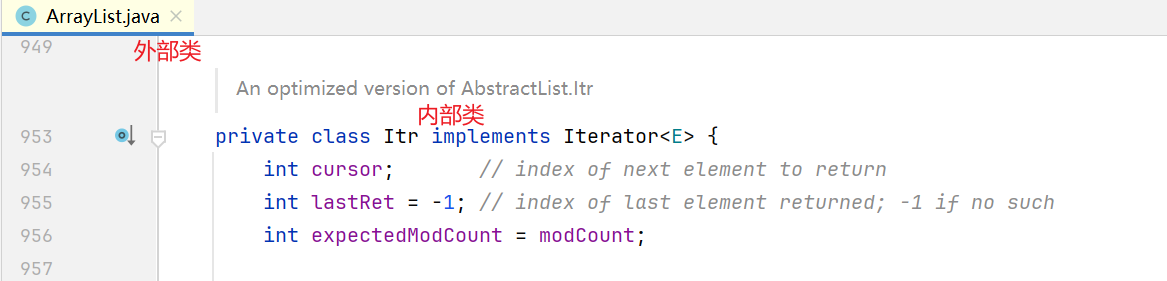 ArrayList.java
949
外部类
An optimized version of AbstractList.Itr
内部类
953 private class Itr implements Iterator<E> {
954 int cursor; // index of next element to return
955 int lastRet = -1; // index of last element returned; -1 if no such
956 int expectedModCount = modCount;
957